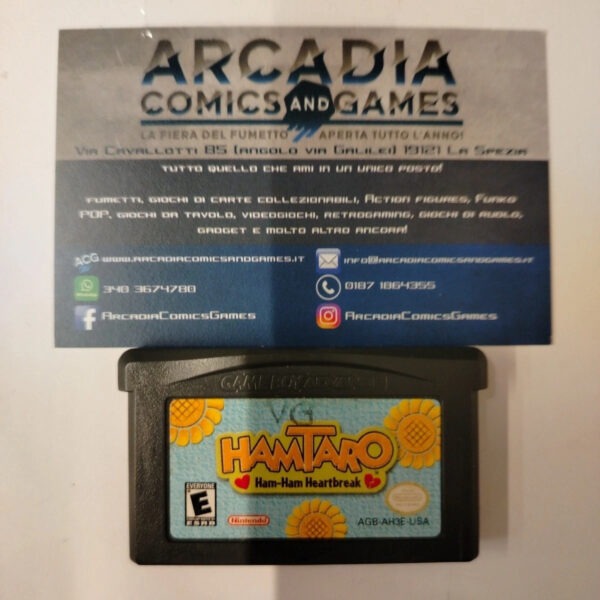 ARCADIA
COMICS AND GAMES
LA FIERA DEL FUMETTO APERTA TUTTO L'ANNO!
Via Cavallotti 85 (angolo via Galilei) 19121 La Spezia
TUTTO QUELLO CHE AMI IN UN UNICO POSTO!
FUMETTI, GIOCHI DI CARTE COLLEZIONABILI, ACTION FIGURES, FUNKO
POP, GIOCHI DA TAVOLO, VIDEOGIOCHI, RETROGAMING, GIOCHI DI RUOLO,
GADGET E MOLTO ALTRO ANCORA!
ACG www.arcadiacomicsandgames.it
info@arcadiacomicsandgames.it
WhatsApp 340 3674780
0187 1864355
ArcadiaComicsGames
ArcadiaComicsGames
GAME BOY ADVANCE
VG
HAMTARO
Ham-Ham Heartbreak
EVERYONE
E
ESRB
Nintendo
AGB-AH3E-USA